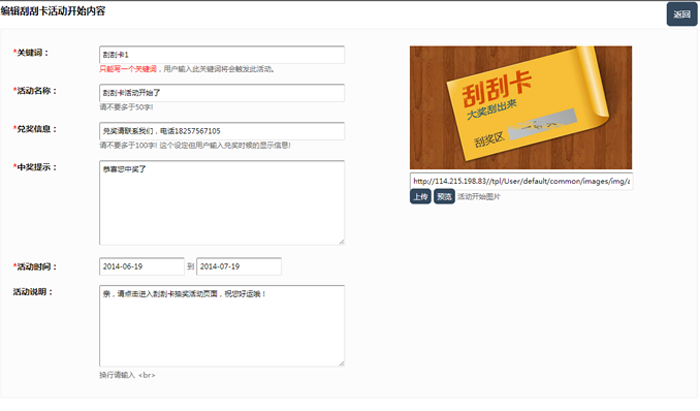 编辑刮刮卡活动开始内容
返回
*关键词：
刮刮卡1
只能写一个关键词，用户输入此关键词将会触发此活动。
*活动名称：
刮刮卡活动开始了
请不要多于50字!
*兑奖信息：
兑奖请联系我们，电话18257567105
请不要多于100字! 这个设定但用户输入兑奖时候的显示信息!
*中奖提示：
恭喜您中奖了
*活动时间：
2014-06-19 到 2014-07-19
活动说明：
亲，请点击进入刮刮卡抽奖活动页面，祝您好运哦！
换行请输入 <br>
刮刮卡
大奖刮出来
刮奖区
http://114.215.198.83//tpl/User/default/common/images/img/a
上传 预览 活动开始图片